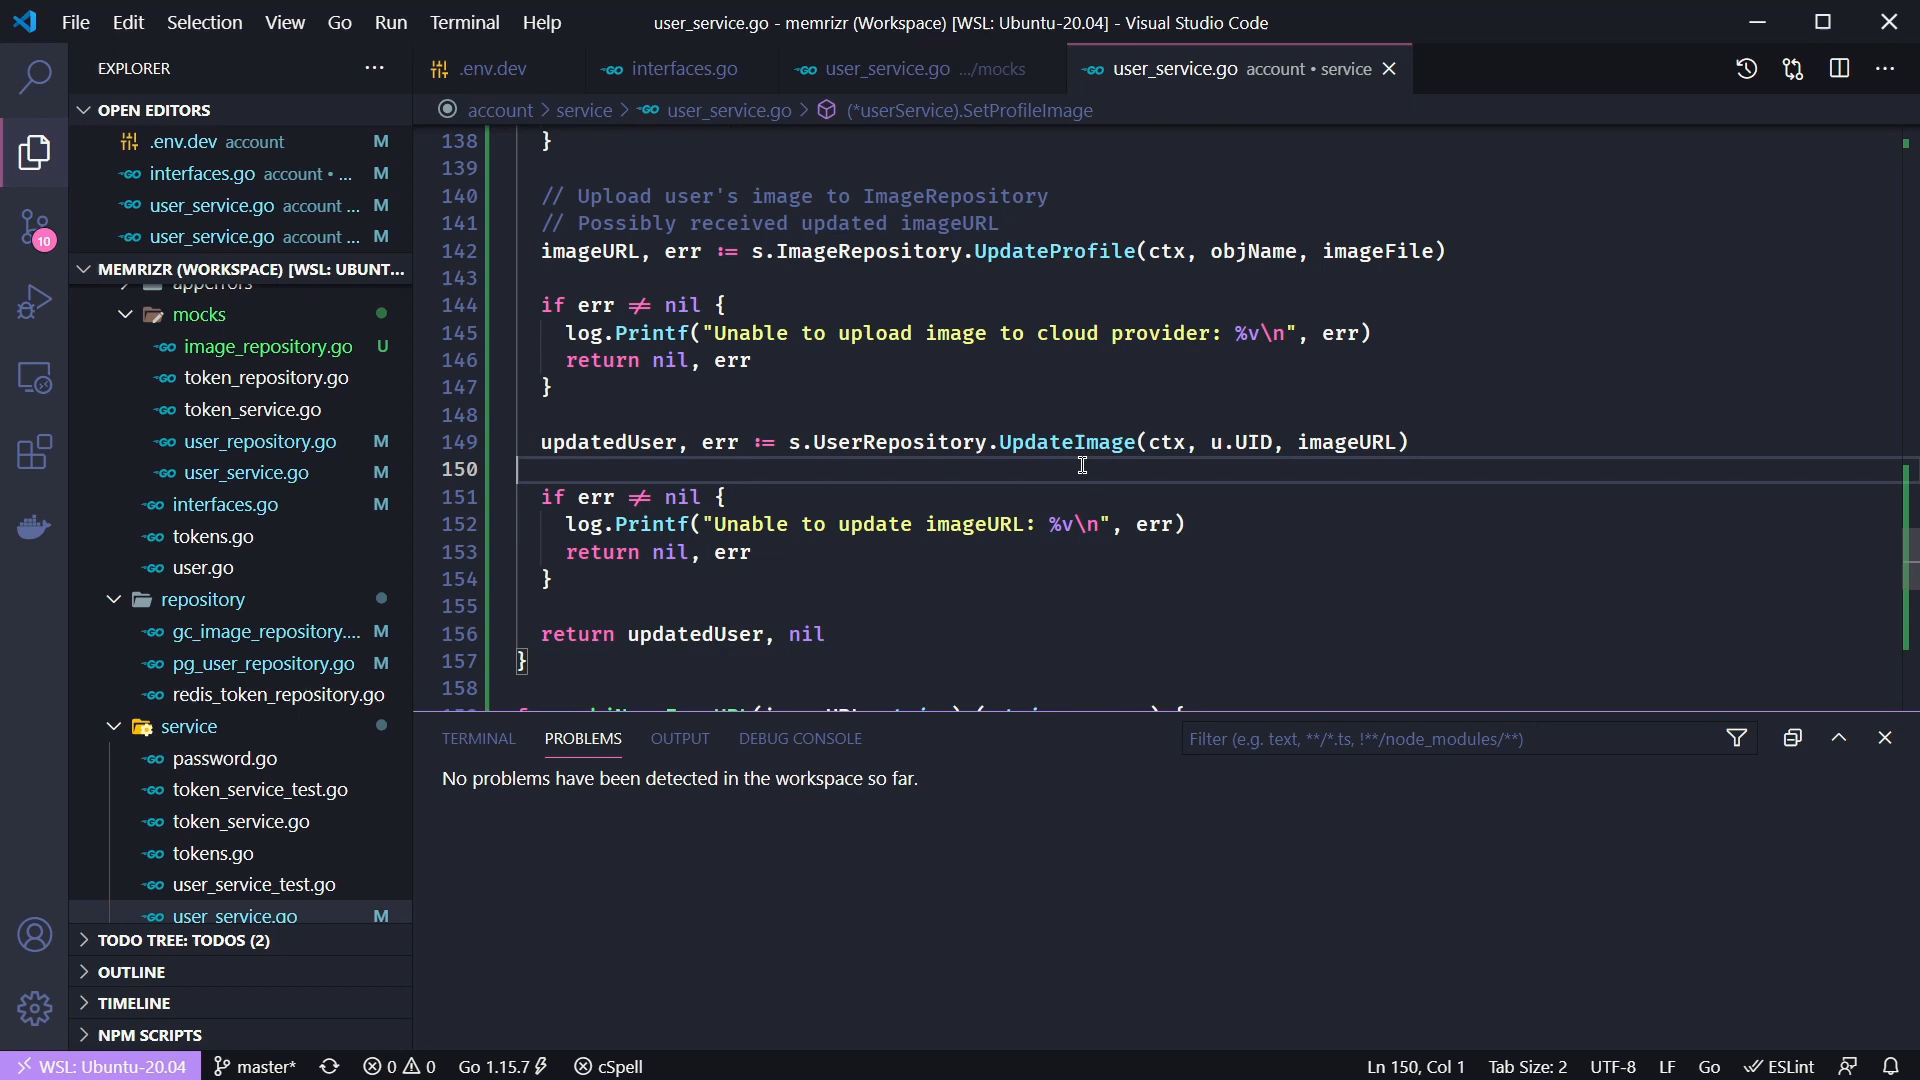 File Edit Selection View Go Run Terminal Help
user_service.go - memrizr (Workspace) [WSL: Ubuntu-20.04] - Visual Studio Code
EXPLORER
OPEN EDITORS
.env.dev account M
interfaces.go account • ... M
user_service.go account ... M
user_service.go account ... M
MEMRIZR (WORKSPACE) [WSL: UBUNT...
apperrors
mocks
image_repository.go U
token_repository.go
token_service.go
user_repository.go M
user_service.go M
interfaces.go M
tokens.go
user.go
repository
gc_image_repository.... M
pg_user_repository.go M
redis_token_repository.go
service
password.go
token_service_test.go
token_service.go
tokens.go
user_service_test.go
user_service.go M
TODO TREE: TODOS (2)
OUTLINE
TIMELINE
NPM SCRIPTS
10
.env.dev
interfaces.go
user_service.go .../mocks
user_service.go account • service
account > service > user_service.go > (*userService).SetProfileImage
138 }
139
140 // Upload user's image to ImageRepository
141 // Possibly received updated imageURL
142 imageURL, err := s.ImageRepository.UpdateProfile(ctx, objName, imageFile)
143
144 if err != nil {
145 log.Printf("Unable to upload image to cloud provider: %v\n", err)
146 return nil, err
147 }
148
149 updatedUser, err := s.UserRepository.UpdateImage(ctx, u.UID, imageURL)
150
151 if err != nil {
152 log.Printf("Unable to update imageURL: %v\n", err)
153 return nil, err
154 }
155
156 return updatedUser, nil
157 }
158
TERMINAL PROBLEMS OUTPUT DEBUG CONSOLE
Filter (e.g. text, **/*.ts, !**/node_modules/**)
No problems have been detected in the workspace so far.
WSL: Ubuntu-20.04 master* 0 0 Go 1.15.7 cSpell
Ln 150, Col 1 Tab Size: 2 UTF-8 LF Go ESLint